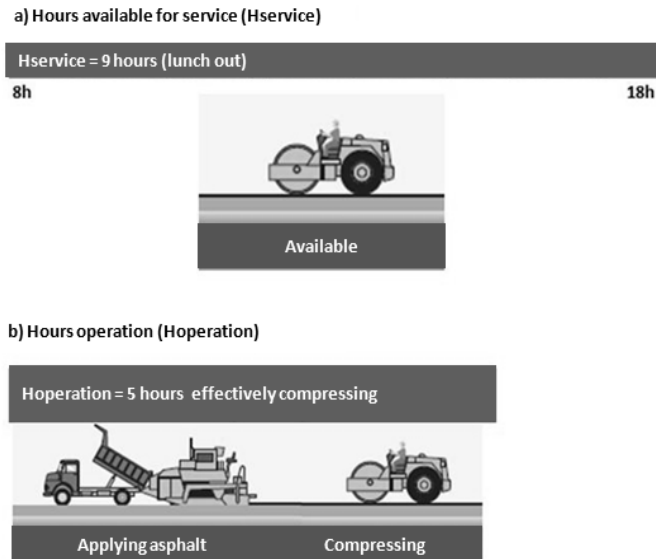 a) Hours available for service (Hservice)
Hservice = 9 hours (lunch out)
8h 18h
Available
b) Hours operation (Hoperation)
Hoperation = 5 hours effectively compressing
Applying asphalt Compressing